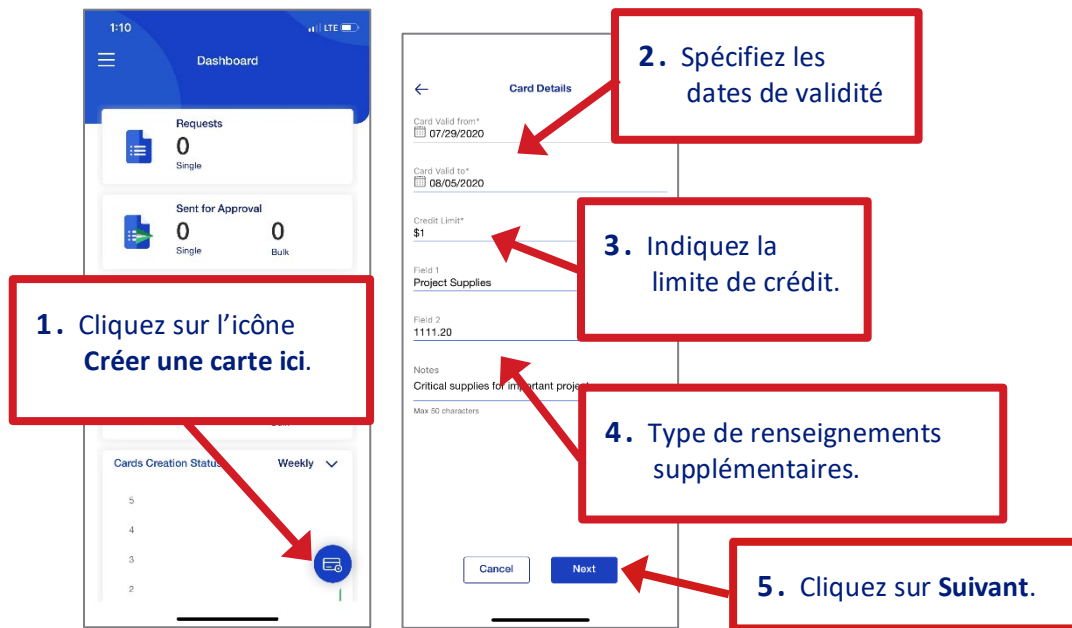 1:10
LTE
Dashboard
Requests
0
Single
Sent for Approval
0 0
Single Bulk
1. Cliquez sur l’icône
Créer une carte ici.
Cards Creation Status Weekly
5
4
3
2
Card Details
Card Valid from*
07/29/2020
Card Valid to*
08/05/2020
Credit Limit*
$1
Field 1
Project Supplies
Field 2
1111.20
Notes
Critical supplies for important project
Max 50 characters
Cancel Next
2. Spécifiez les
dates de validité
3. Indiquez la
limite de crédit.
4. Type de renseignements
supplémentaires.
5. Cliquez sur Suivant.